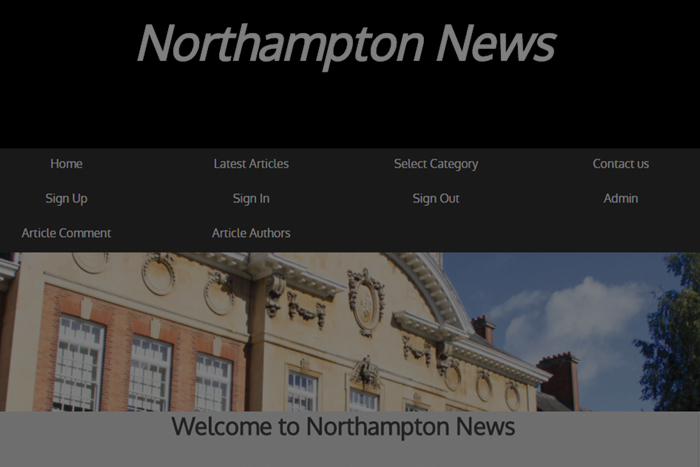 Northampton News
Home Latest Articles Select Category Contact us
Sign Up Sign In Sign Out Admin
Article Comment Article Authors
Welcome to Northampton News